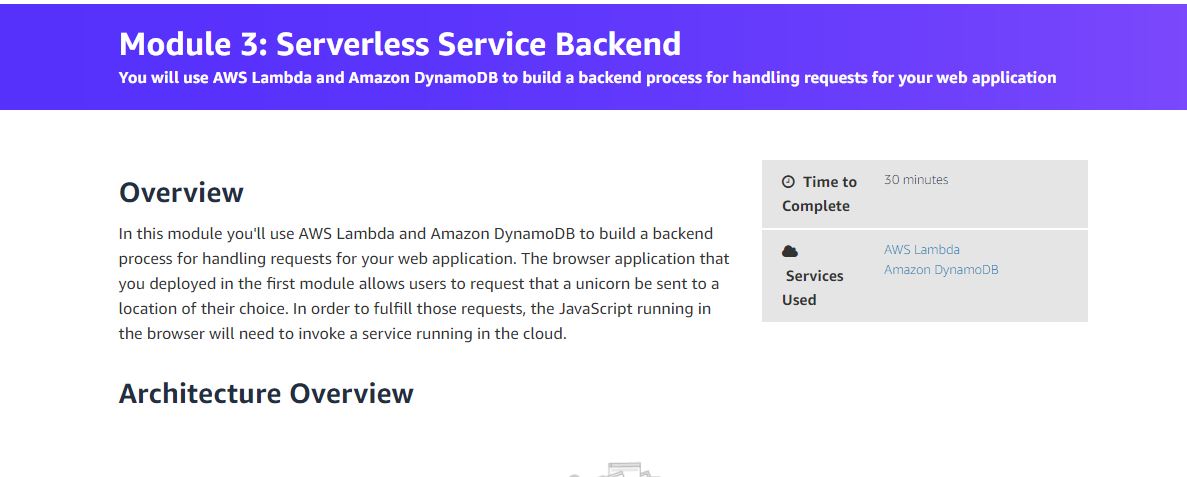 Module 3: Serverless Service Backend
You will use AWS Lambda and Amazon DynamoDB to build a backend process for handling requests for your web application
Overview
In this module you'll use AWS Lambda and Amazon DynamoDB to build a backend
process for handling requests for your web application. The browser application that
you deployed in the first module allows users to request that a unicorn be sent to a
location of their choice. In order to fulfill those requests, the JavaScript running in
the browser will need to invoke a service running in the cloud.
Time to
Complete
30 minutes
Services
Used
AWS Lambda
Amazon DynamoDB
Architecture Overview